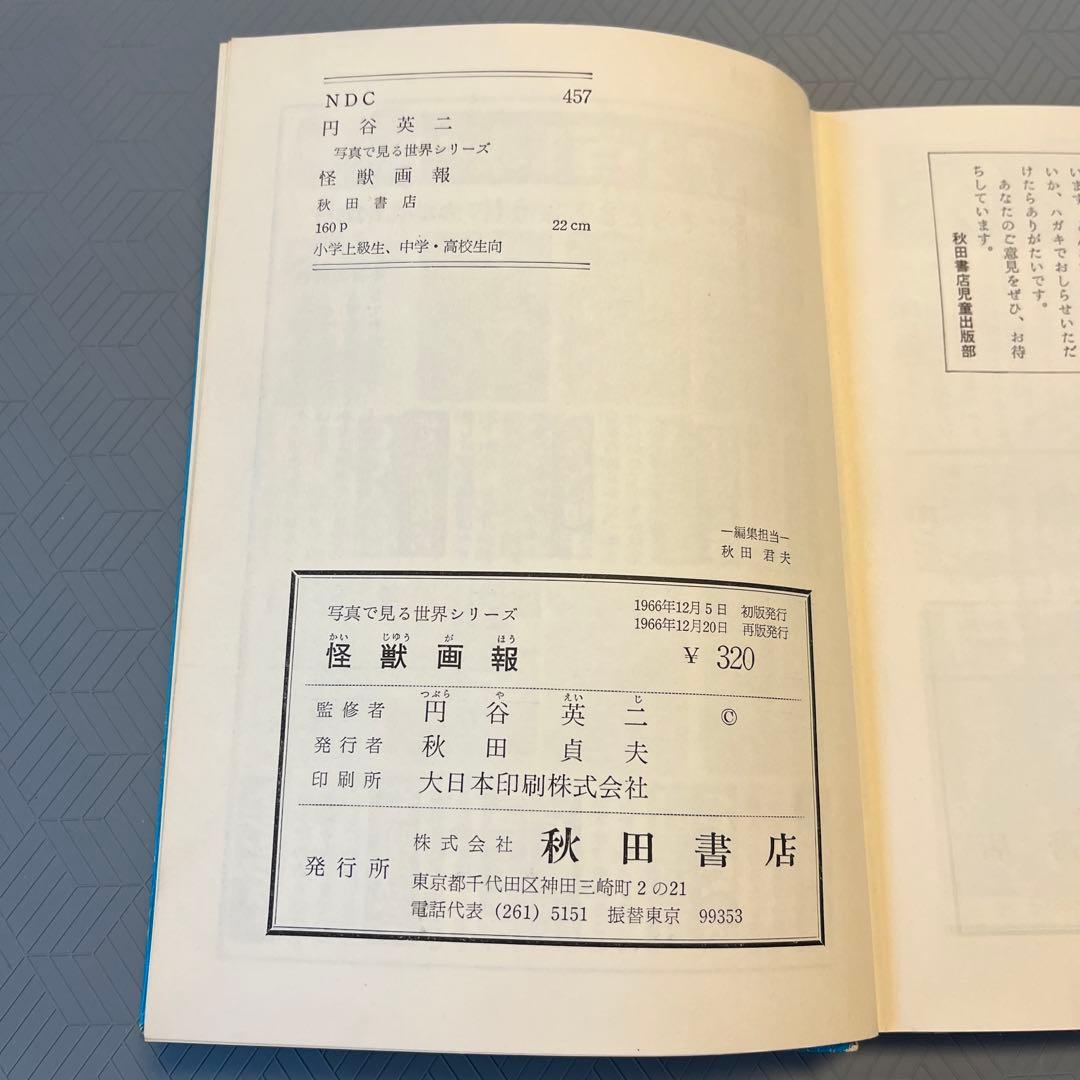 NDC 457
円谷英二
写真で見る世界シリーズ
怪獣画報
秋田書店
160p 22cm
小学上級生、中学・高校生向
―編集担当―
秋田君夫
写真で見る世界シリーズ
1966年12月5日 初版発行
1966年12月20日 再版発行
かい じゆう が ほう
怪獣画報
¥ 320
つぶら や えい じ
監修者 円谷英二 ©
発行者 秋田貞夫
印刷所 大日本印刷株式会社
発行所 株式会社 秋田書店
東京都千代田区神田三崎町2の21
電話代表 (261) 5151 振替東京 99353
いか、ハガキでおしらせいただ
けたらありがたいです。
あなたのご意見をぜひ、お待
ちしています。
秋田書店児童出版部